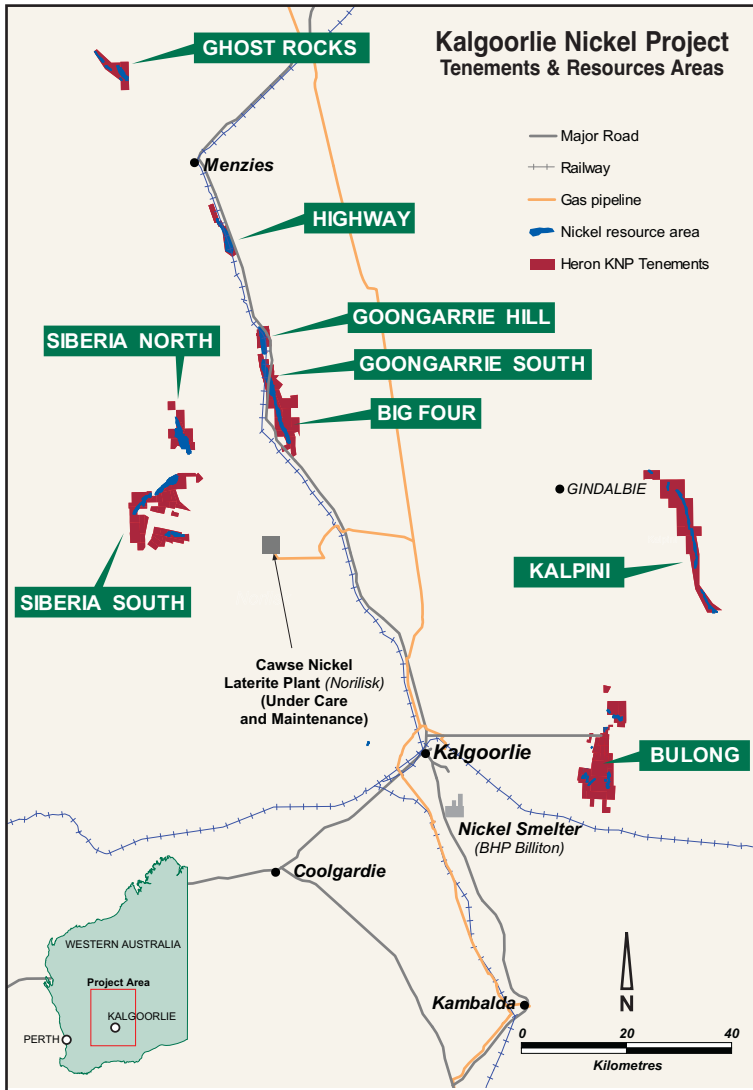 Kalgoorlie Nickel Project
Tenements & Resources Areas
GHOST ROCKS
Major Road
Railway
Gas pipeline
Nickel resource area
Heron KNP Tenements
Menzies
HIGHWAY
GOONGARRIE HILL
SIBERIA NORTH
GOONGARRIE SOUTH
BIG FOUR
GINDALBIE
KALPINI
SIBERIA SOUTH
Cawse Nickel
Laterite Plant (Norilisk)
(Under Care
and Maintenance)
Kalgoorlie
BULONG
Nickel Smelter
(BHP Billiton)
Coolgardie
WESTERN AUSTRALIA
Project Area
KALGOORLIE
PERTH
Kambalda
N
0 20 40
Kilometres